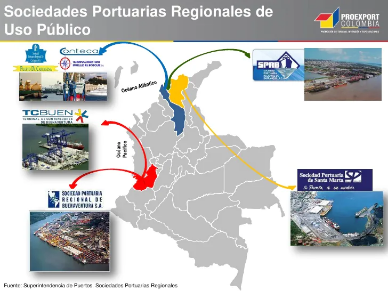 Sociedades Portuarias Regionales de
Uso Público
PROEXPORT
COLOMBIA
Contecar
SPRB
Océano Atlántico
TCBUEN
Océano
Pacífico
Sociedad Portuaria
de Santa Marta
SOCIEDAD PORTUARIA
REGIONAL DE
BUENAVENTURA S.A.
Fuente: Superintendencia de Puertos. Sociedades Portuarias Regionales